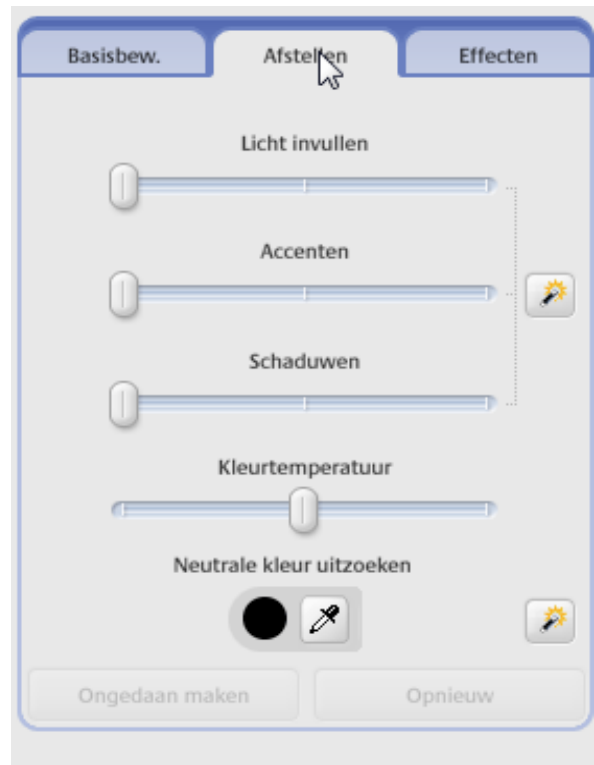 Basisbew. Afstellen Effecten
Licht invullen
Accenten
Schaduwen
Kleurtemperatuur
Neutrale kleur uitzoeken
Ongedaan maken Opnieuw